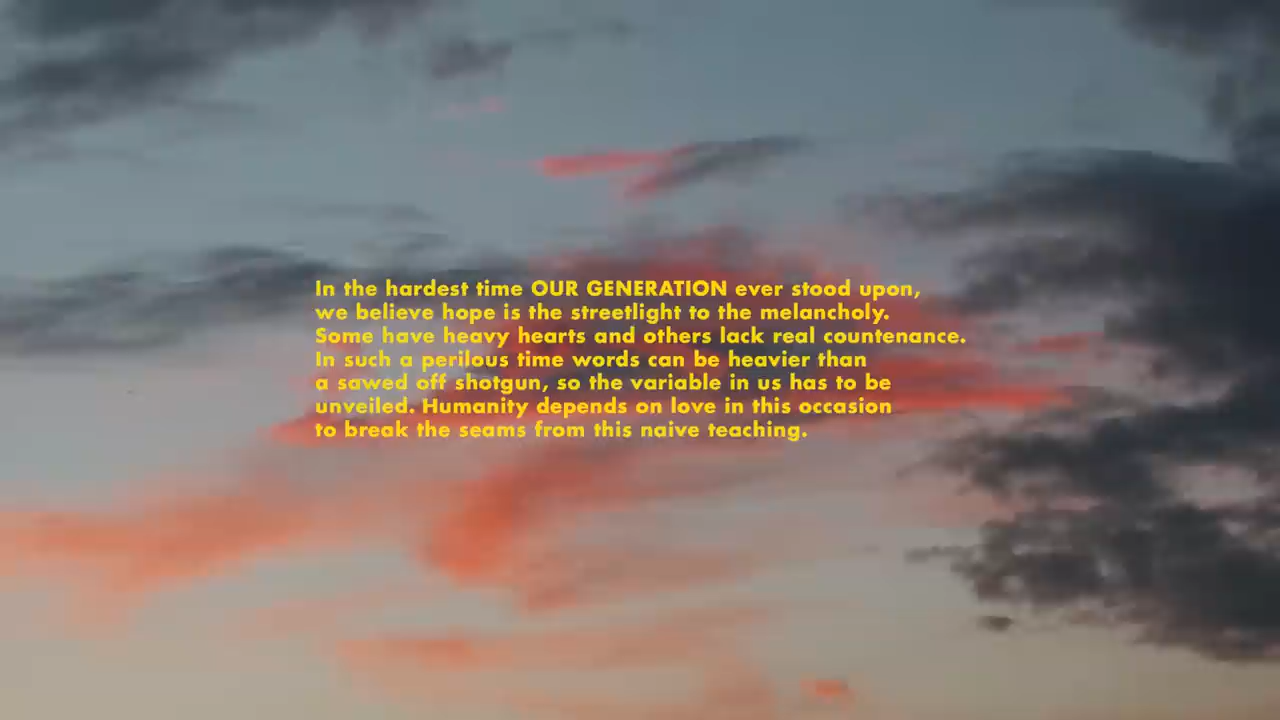 In the hardest time OUR GENERATION ever stood upon,
we believe hope is the streetlight to the melancholy.
Some have heavy hearts and others lack real countenance.
In such a perilous time words can be heavier than
a sawed off shotgun, so the variable in us has to be
unveiled. Humanity depends on love in this occasion
to break the seams from this naive teaching.